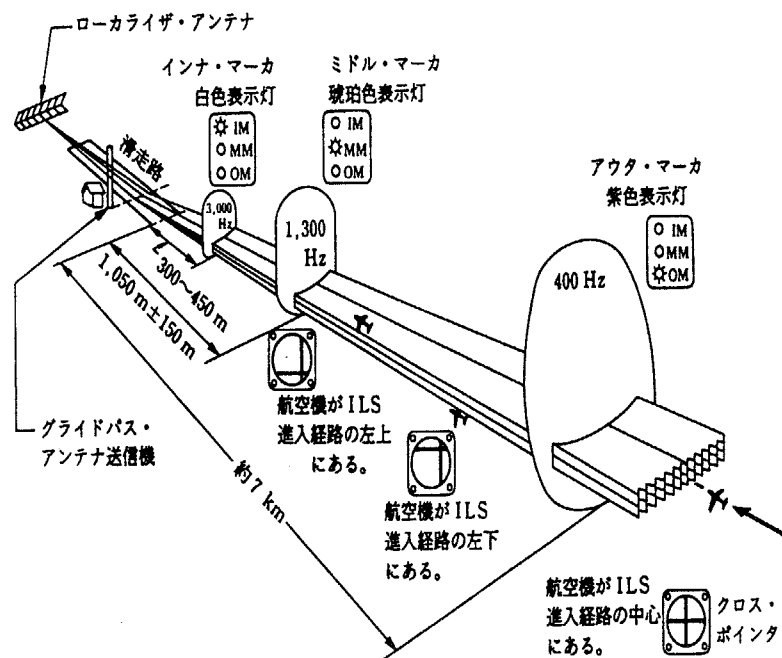 ローカライザ・アンテナ
インナ・マーカ
白色表示灯
IM
MM
OM
ミドル・マーカ
琥珀色表示灯
IM
MM
OM
アウタ・マーカ
紫色表示灯
IM
MM
OM
滑走路
3,000
Hz
1,300
Hz
400 Hz
300〜450 m
1,050 m±150 m
約7 km
グライドパス・
アンテナ送信機
航空機がILS
進入経路の左上
にある。
航空機がILS
進入経路の左下
にある。
航空機がILS
進入経路の中心
にある。
クロス・
ポインタ